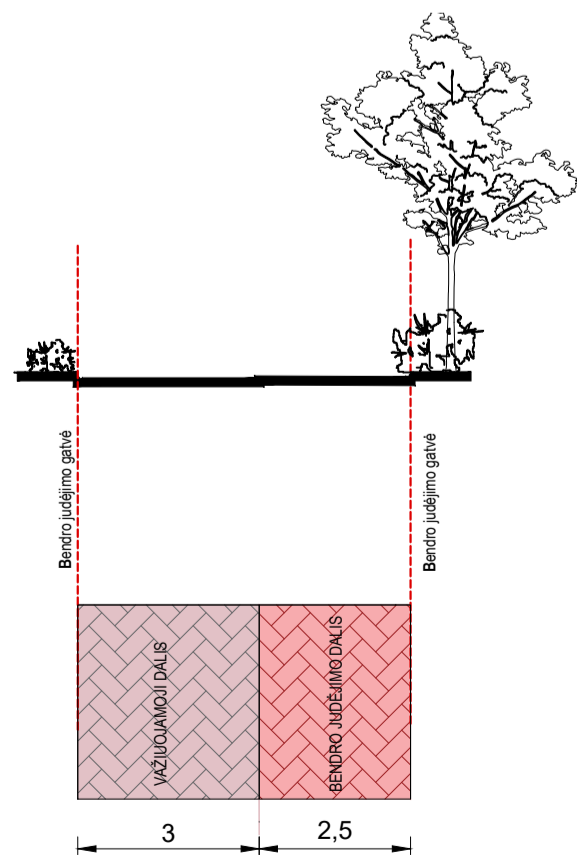 Bendro judėjimo gatvė
Bendro judėjimo gatvė
VAŽIUOJAMOJI DALIS
BENDRO JUDĖJIMO DALIS
3
2,5